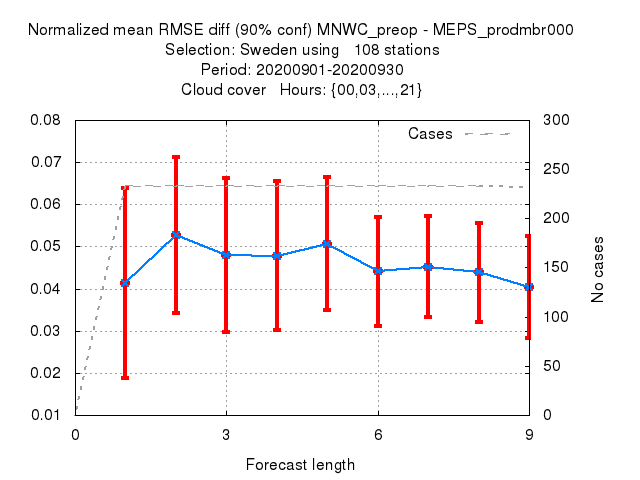 Normalized mean RMSE diff (90% conf) MNWC_preop - MEPS_prodmbr000
Selection: Sweden using   108 stations
Period: 20200901-20200930
Cloud cover   Hours: {00,03,...,21}
Cases
0.08
0.07
0.06
0.05
0.04
0.03
0.02
0.01
300
250
200
150
100
50
0
No cases
0
3
6
9
Forecast length